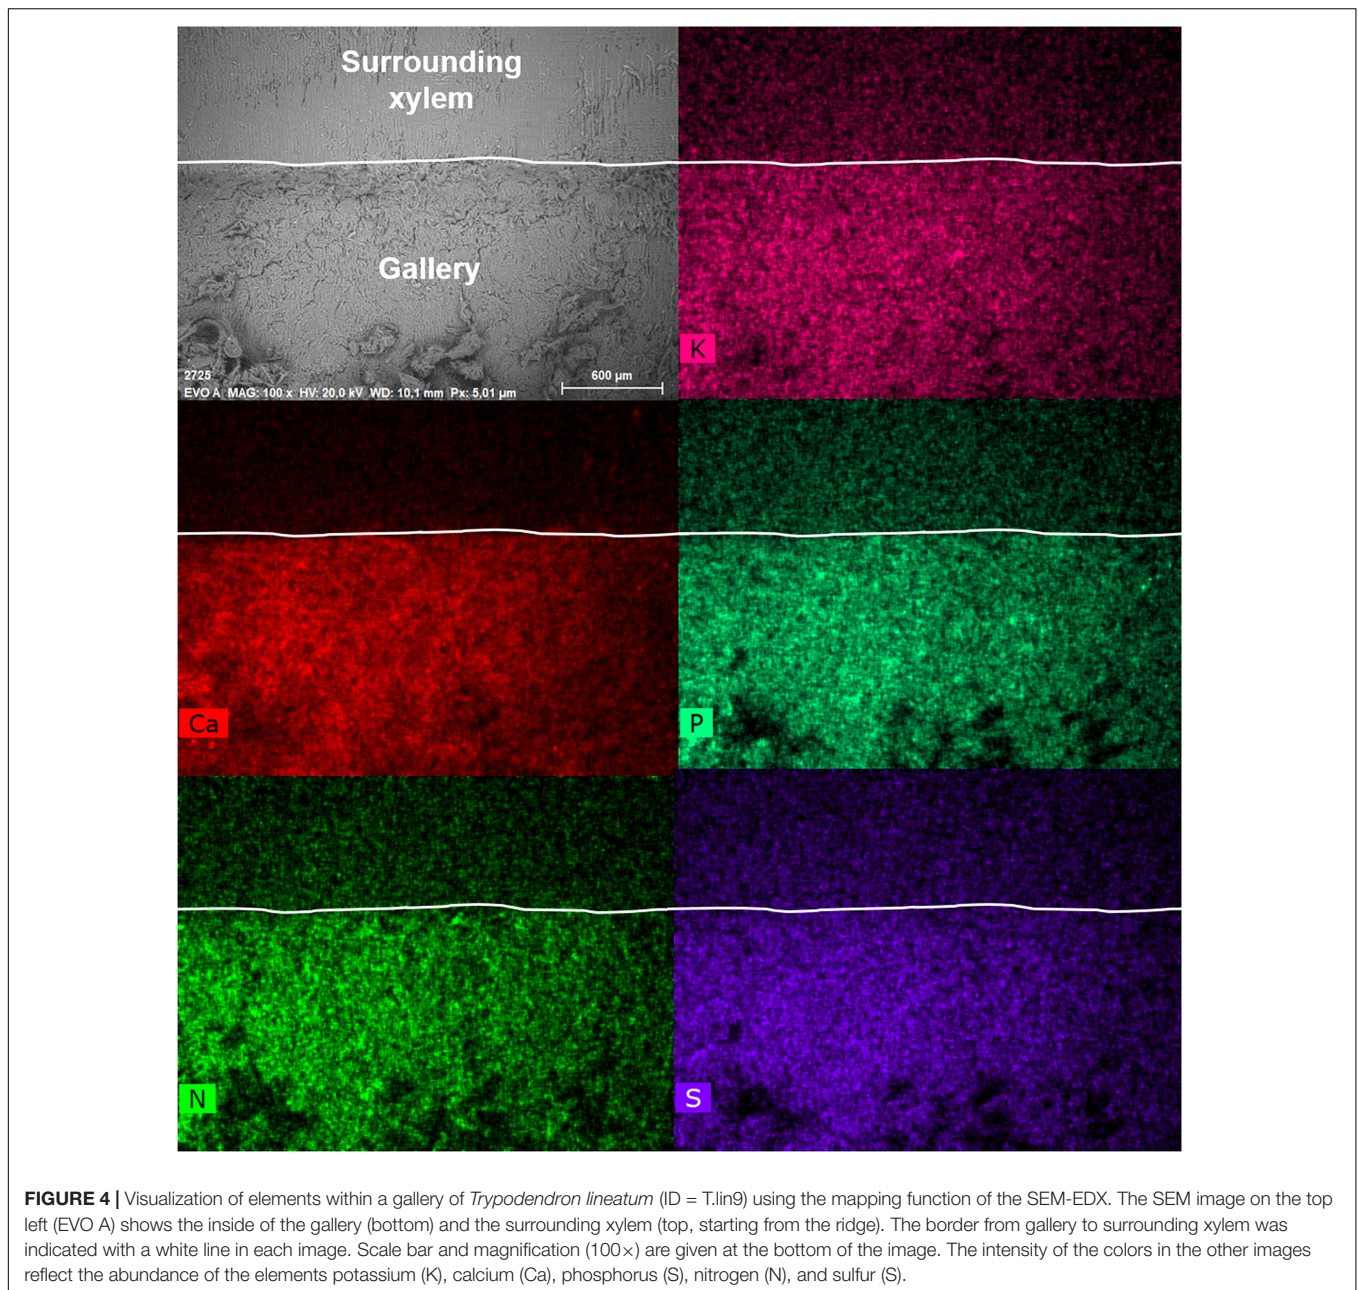 Surrounding
xylem
Gallery
2725
EVO A MAG: 100 x HV: 20,0 kV WD: 10,1 mm Px: 5,01 µm
600 µm
K
Ca
P
N
S
FIGURE 4 | Visualization of elements within a gallery of Trypodendron lineatum (ID = T.lin9) using the mapping function of the SEM-EDX. The SEM image on the top
left (EVO A) shows the inside of the gallery (bottom) and the surrounding xylem (top, starting from the ridge). The border from gallery to surrounding xylem was
indicated with a white line in each image. Scale bar and magnification (100×) are given at the bottom of the image. The intensity of the colors in the other images
reflect the abundance of the elements potassium (K), calcium (Ca), phosphorus (S), nitrogen (N), and sulfur (S).